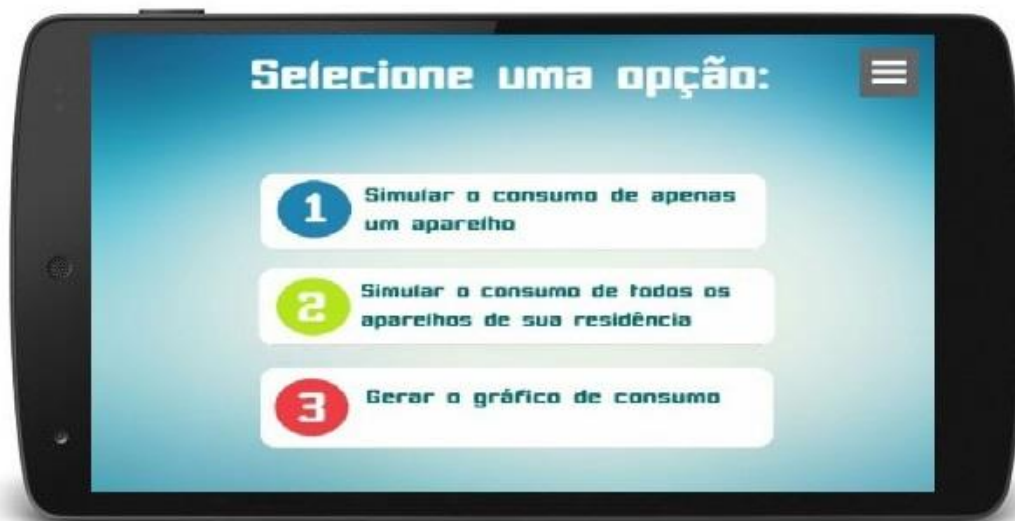 Selecione uma opção:
1
Simular o consumo de apenas
um aparelho
2
Simular o consumo de todos os
aparelhos de sua residência
3
Gerar o gráfico de consumo